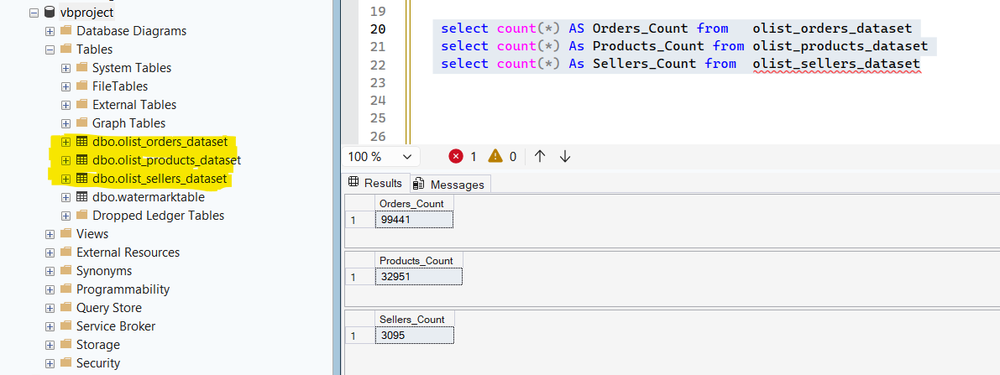 vbproject
Database Diagrams
Tables
System Tables
FileTables
External Tables
Graph Tables
dbo.olist_orders_dataset
dbo.olist_products_dataset
dbo.olist_sellers_dataset
dbo.watermarktable
Dropped Ledger Tables
Views
External Resources
Synonyms
Programmability
Query Store
Service Broker
Storage
Security
19
20 select count(*) AS Orders_Count from olist_orders_dataset
21 select count(*) As Products_Count from olist_products_dataset
22 select count(*) As Sellers_Count from olist_sellers_dataset
23
24
25
26
100 % 1 0
Results Messages
Orders_Count
1 99441
Products_Count
1 32951
Sellers_Count
1 3095